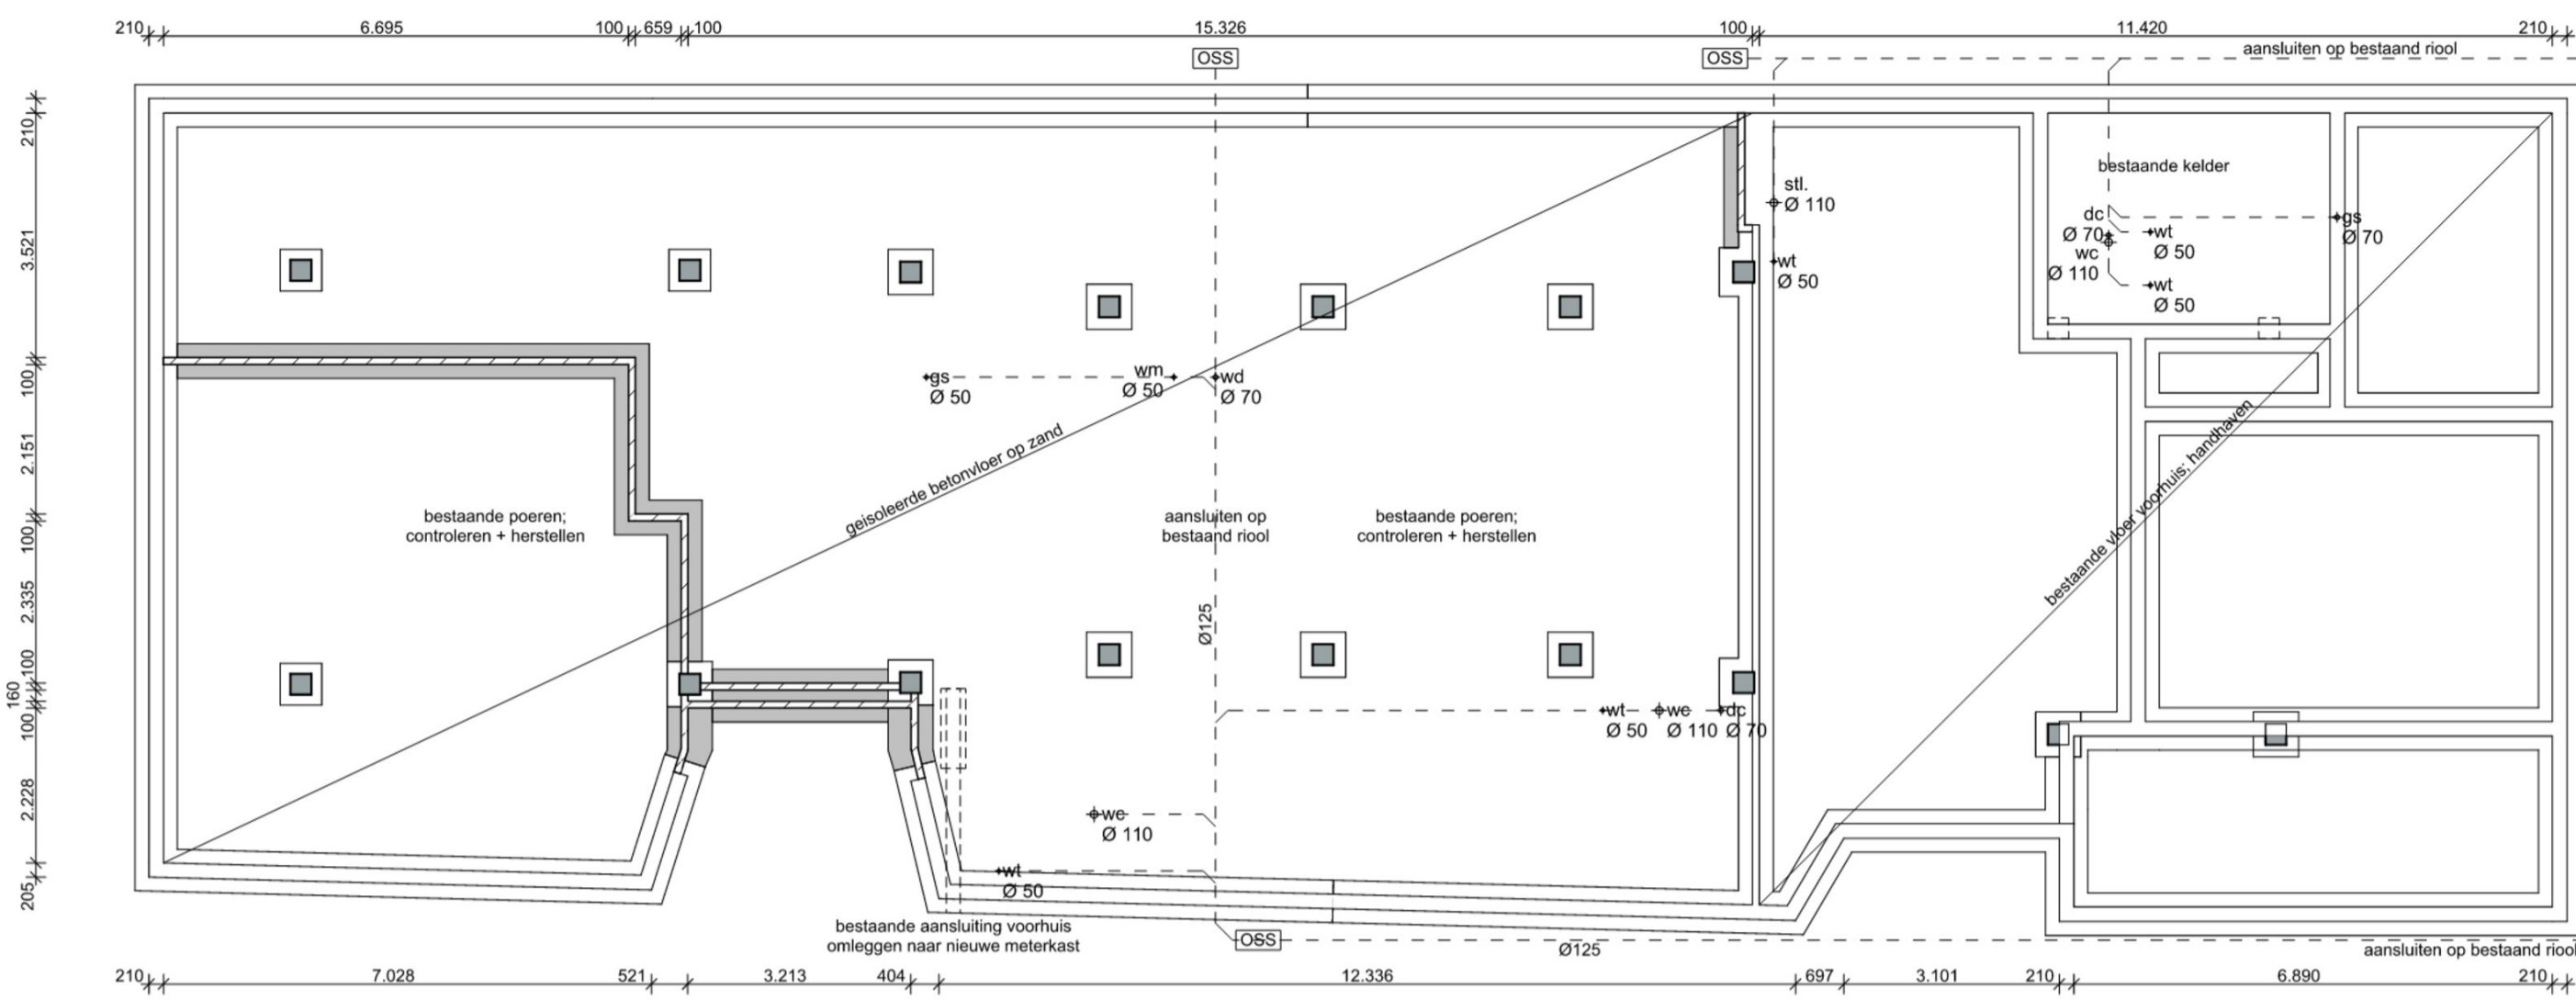 210 6.695 100 659 100 15.326 100 11.420 210
OSS
OSS
aansluiten op bestaand riool
210
3.521
100
2.151
100
2.335
100
160
100
2.228
205
bestaande kelder
stl.
Ø 110
wt
Ø 50
dc
Ø 70
wc
Ø 110
wt
Ø 50
wt
Ø 50
gs
Ø 70
gs
Ø 50
wm
Ø 50
wd
Ø 70
geisoleerde betonvloer op zand
bestaande vloer voorhuis; handhaven
bestaande poeren;
controleren + herstellen
aansluiten op
bestaand riool
bestaande poeren;
controleren + herstellen
Ø125
wt
Ø 50
wc
Ø 110
dc
Ø 70
wc
Ø 110
wt
Ø 50
bestaande aansluiting voorhuis
omleggen naar nieuwe meterkast
OSS
Ø125
aansluiten op bestaand riool
210 7.028 521 3.213 404 12.336 697 3.101 210 6.890 210